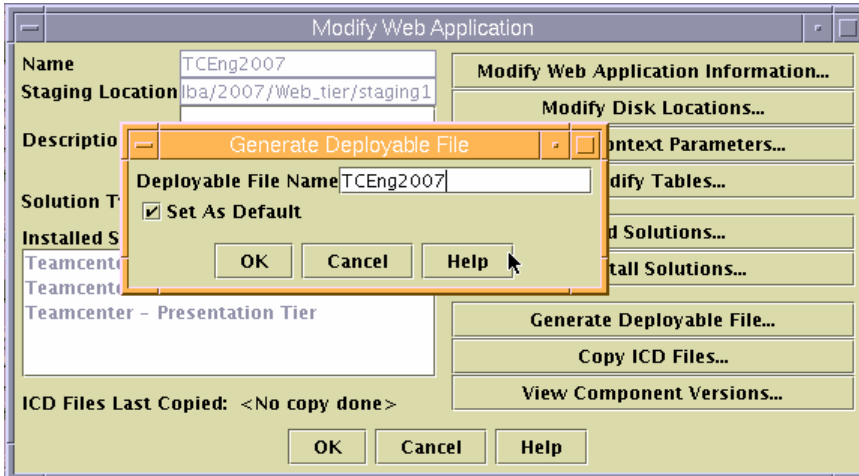 Modify Web Application
Name TCEng2007
Staging Location lba/2007/Web_tier/staging1
Descriptio
Solution T
Installed S
Teamcente
Teamcente
Teamcenter - Presentation Tier
ICD Files Last Copied: <No copy done>
Modify Web Application Information...
Modify Disk Locations...
ontext Parameters...
dify Tables...
d Solutions...
tall Solutions...
Generate Deployable File...
Copy ICD Files...
View Component Versions...
OK Cancel Help
Generate Deployable File
Deployable File Name TCEng2007
Set As Default
OK Cancel Help